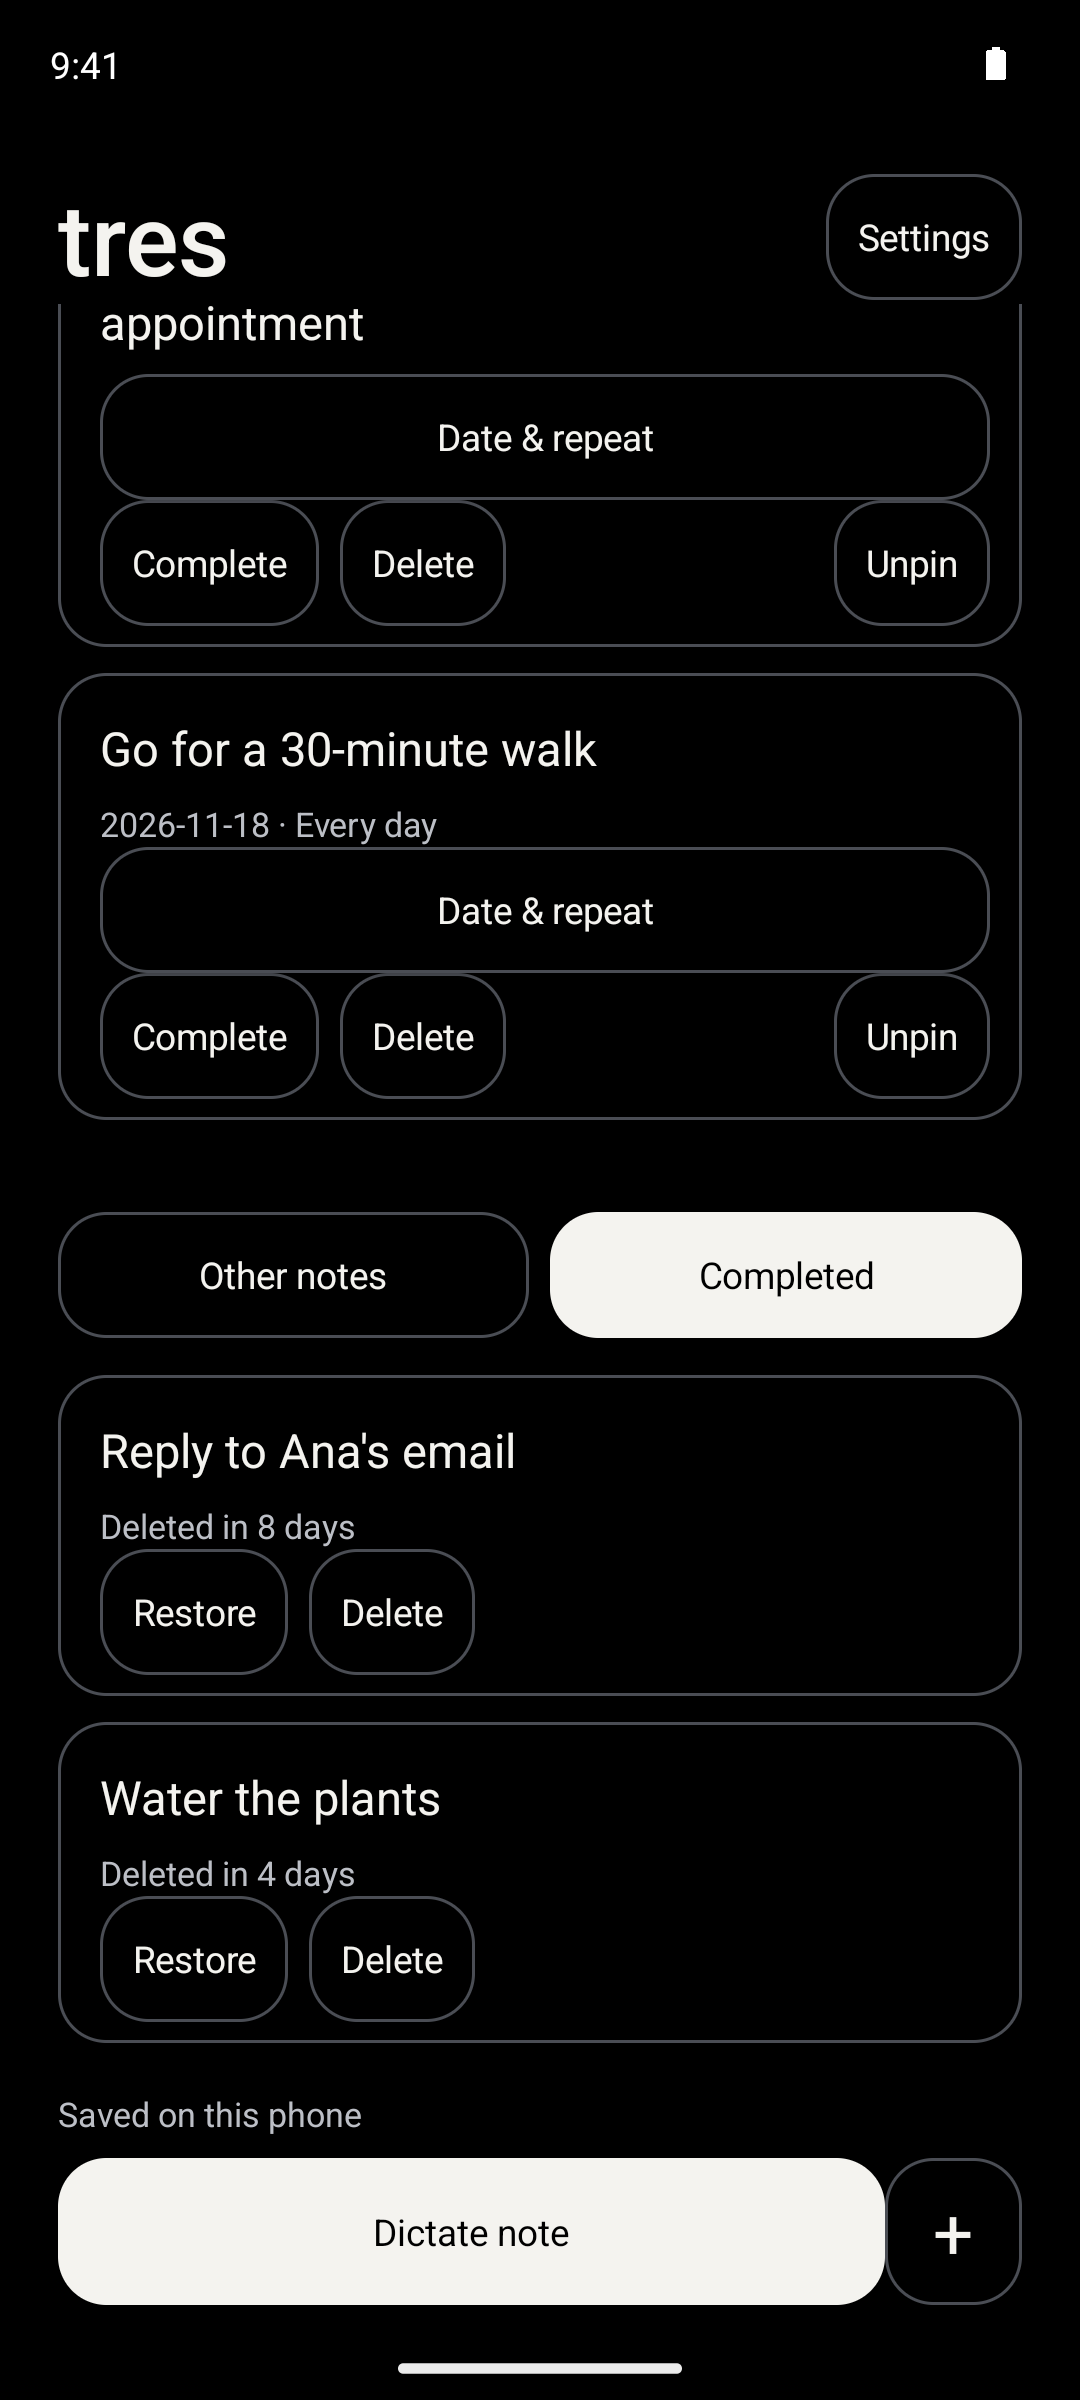 9:41
tres
Settings
appointment
Date & repeat
Complete
Delete
Unpin
Go for a 30-minute walk
2026-11-18 · Every day
Date & repeat
Complete
Delete
Unpin
Other notes
Completed
Reply to Ana's email
Deleted in 8 days
Restore
Delete
Water the plants
Deleted in 4 days
Restore
Delete
Saved on this phone
Dictate note
+